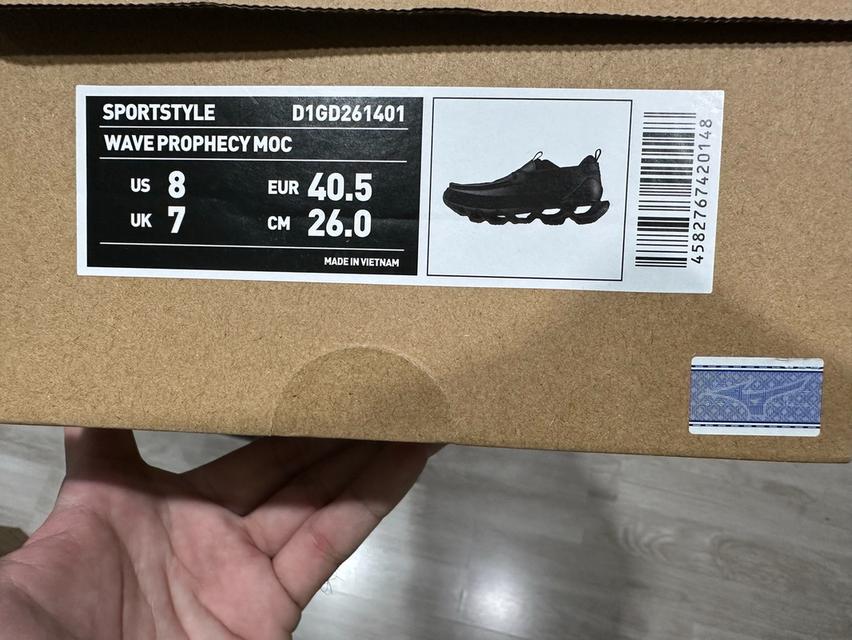 SPORTSTYLE D1GD261401
WAVE PROPHECY MOC
US 8 EUR 40.5
UK 7 CM 26.0
MADE IN VIETNAM
4582767420148